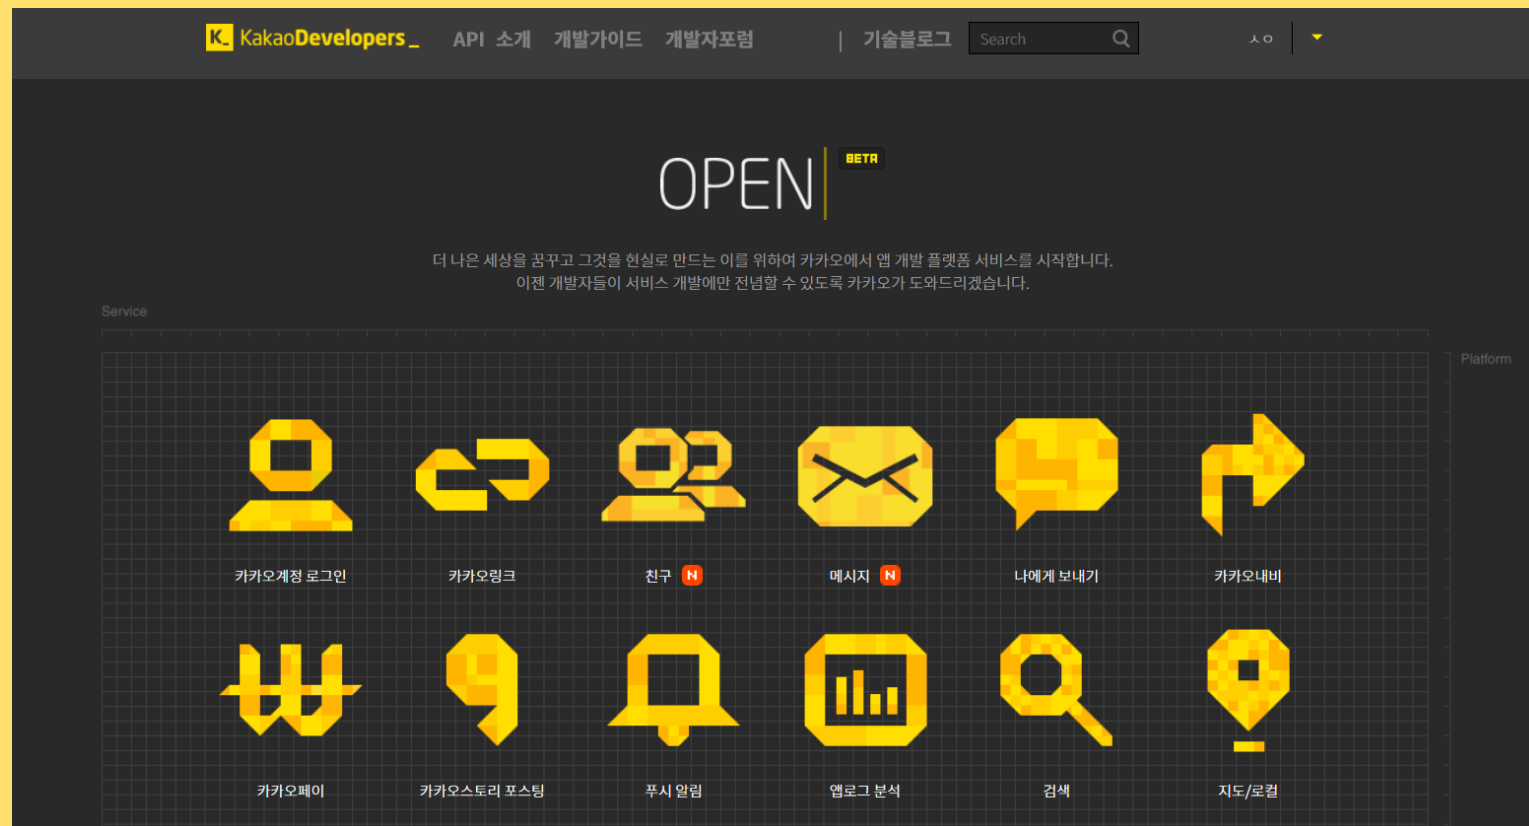 K_ KakaoDevelopers_ API 소개 개발가이드 개발자포럼 | 기술블로그 Search ㅅㅇ
OPEN BETA
더 나은 세상을 꿈꾸고 그것을 현실로 만드는 이를 위하여 카카오에서 앱 개발 플랫폼 서비스를 시작합니다.
이젠 개발자들이 서비스 개발에만 전념할 수 있도록 카카오가 도와드리겠습니다.
Service
Platform
카카오계정 로그인 카카오링크 친구 N 메시지 N 나에게 보내기 카카오내비
카카오페이 카카오스토리 포스팅 푸시 알림 앱로그 분석 검색 지도/로컬